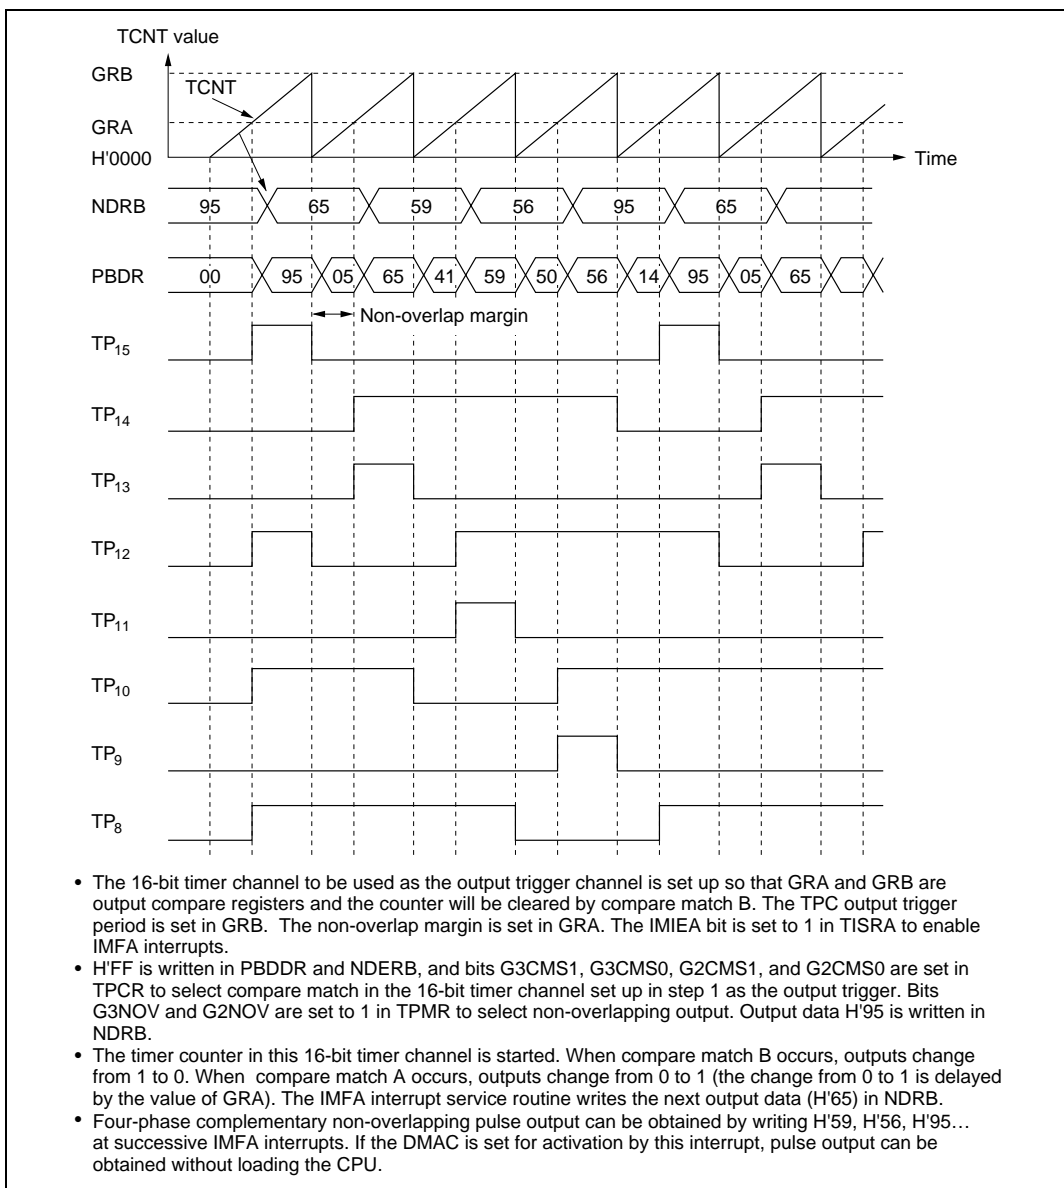 TCNT value
GRB
TCNT
GRA
H'0000
Time
NDRB 95 65 59 56 95 65
PBDR 00 95 05 65 41 59 50 56 14 95 05 65
Non-overlap margin
TP15
TP14
TP13
TP12
TP11
TP10
TP9
TP8
• The 16-bit timer channel to be used as the output trigger channel is set up so that GRA and GRB are
output compare registers and the counter will be cleared by compare match B. The TPC output trigger
period is set in GRB. The non-overlap margin is set in GRA. The IMIEA bit is set to 1 in TISRA to enable
IMFA interrupts.
• H'FF is written in PBDDR and NDERB, and bits G3CMS1, G3CMS0, G2CMS1, and G2CMS0 are set in
TPCR to select compare match in the 16-bit timer channel set up in step 1 as the output trigger. Bits
G3NOV and G2NOV are set to 1 in TPMR to select non-overlapping output. Output data H'95 is written in
NDRB.
• The timer counter in this 16-bit timer channel is started. When compare match B occurs, outputs change
from 1 to 0. When compare match A occurs, outputs change from 0 to 1 (the change from 0 to 1 is delayed
by the value of GRA). The IMFA interrupt service routine writes the next output data (H'65) in NDRB.
• Four-phase complementary non-overlapping pulse output can be obtained by writing H'59, H'56, H'95…
at successive IMFA interrupts. If the DMAC is set for activation by this interrupt, pulse output can be
obtained without loading the CPU.